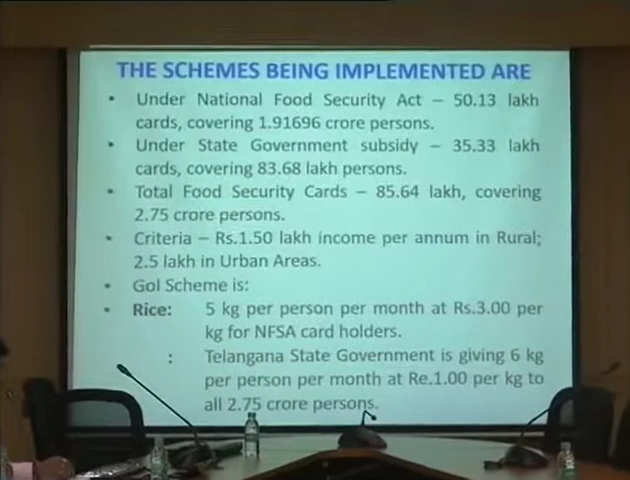 THE SCHEMES BEING IMPLEMENTED ARE
• Under National Food Security Act – 50.13 lakh
cards, covering 1.91696 crore persons.
• Under State Government subsidy – 35.33 lakh
cards, covering 83.68 lakh persons.
• Total Food Security Cards – 85.64 lakh, covering
2.75 crore persons.
• Criteria – Rs.1.50 lakh income per annum in Rural;
2.5 lakh in Urban Areas.
• GoI Scheme is:
• Rice: 5 kg per person per month at Rs.3.00 per
kg for NFSA card holders.
: Telangana State Government is giving 6 kg
per person per month at Re.1.00 per kg to
all 2.75 crore persons.